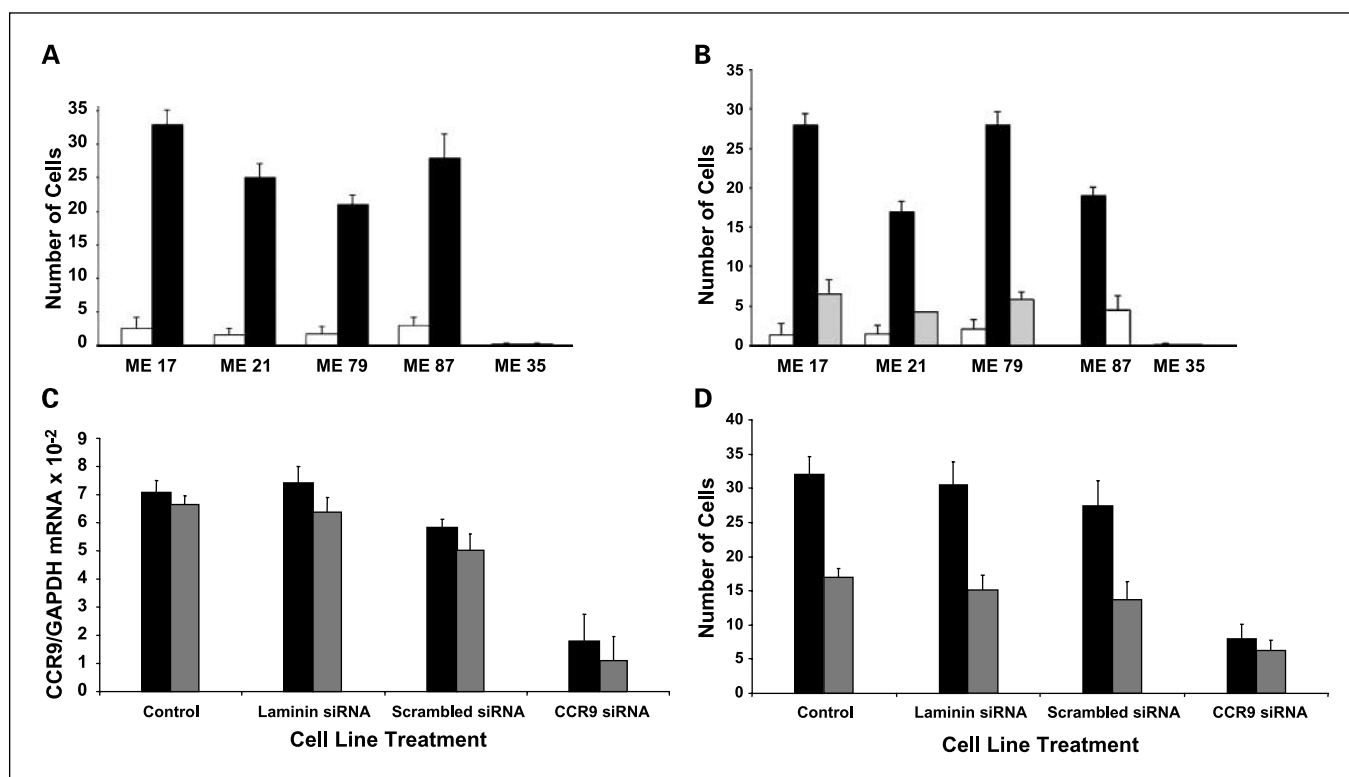 A
Number of Cells
35
30
25
20
15
10
5
0
ME 17 ME 21 ME 79 ME 87 ME 35
B
Number of Cells
35
30
25
20
15
10
5
0
ME 17 ME 21 ME 79 ME 87 ME 35
C
CCR9/GAPDH mRNA x 10-2
9
8
7
6
5
4
3
2
1
0
Control Laminin siRNA Scrambled siRNA CCR9 siRNA
Cell Line Treatment
D
Number of Cells
40
35
30
25
20
15
10
5
0
Control Laminin siRNA Scrambled siRNA CCR9 siRNA
Cell Line Treatment